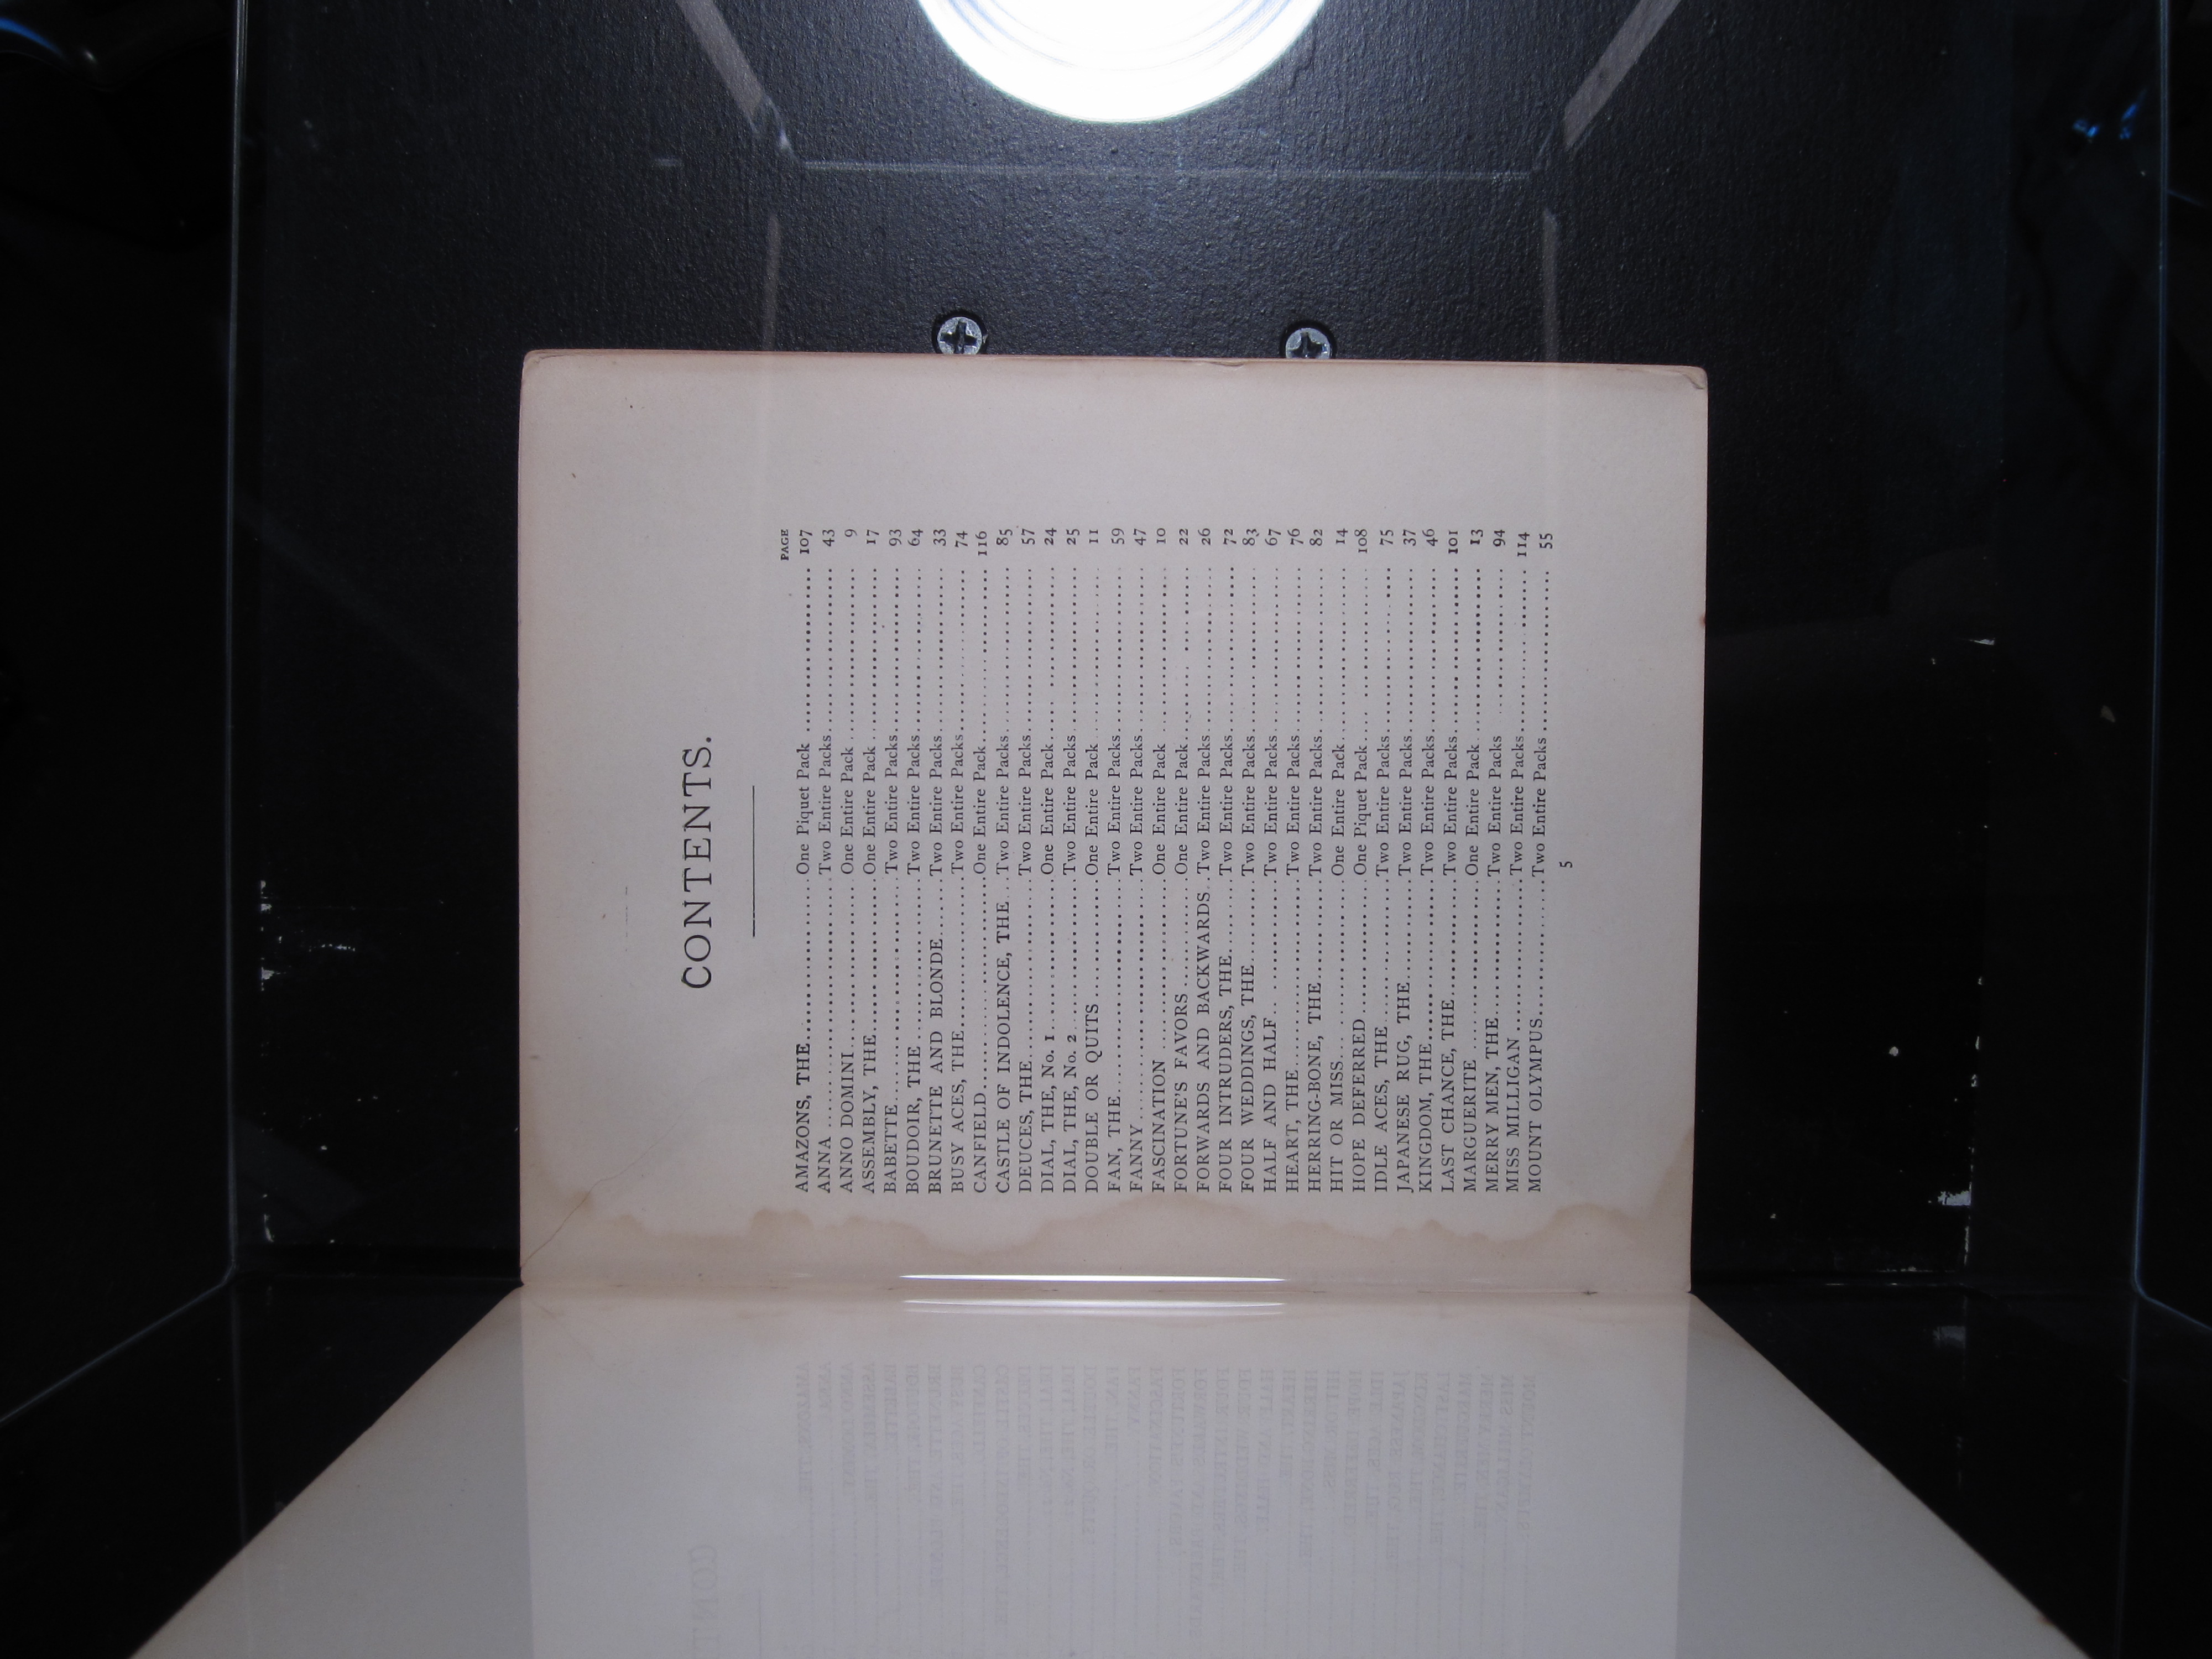 CONTENTS.
PAGE
AMAZONS, THE..........................One Piquet Pack..........................107
ANNA..........................Two Entire Packs..........................43
ANNO DOMINI..........................One Entire Pack..........................9
ASSEMBLY, THE..........................One Entire Pack..........................17
BABETTE..........................Two Entire Packs..........................93
BOUDOIR, THE..........................Two Entire Packs..........................64
BRUNETTE AND BLONDE......Two Entire Packs..........................33
BUSY ACES, THE..........................Two Entire Packs..........................74
CANFIELD..........................One Entire Pack..........................116
CASTLE OF INDOLENCE, THE..Two Entire Packs..........................85
DEUCES, THE..........................Two Entire Packs..........................57
DIAL, THE, No. 1..........................One Entire Pack..........................24
DIAL, THE, No. 2..........................Two Entire Packs..........................25
DOUBLE OR QUITS..........................One Entire Pack..........................11
FAN, THE..........................Two Entire Packs..........................59
FANNY..........................Two Entire Packs..........................47
FASCINATION..........................One Entire Pack..........................10
FORTUNE'S FAVORS..........................One Entire Pack..........................22
FORWARDS AND BACKWARDS..Two Entire Packs..........................26
FOUR INTRUDERS, THE..........Two Entire Packs..........................72
FOUR WEDDINGS, THE..........Two Entire Packs..........................83
HALF AND HALF..........................Two Entire Packs..........................67
HEART, THE..........................Two Entire Packs..........................76
HERRING-BONE, THE..........Two Entire Packs..........................82
HIT OR MISS..........................One Entire Pack..........................14
HOPE DEFERRED..........................One Piquet Pack..........................108
IDLE ACES, THE..........................Two Entire Packs..........................75
JAPANESE RUG, THE..........Two Entire Packs..........................37
KINGDOM, THE..........................Two Entire Packs..........................46
LAST CHANCE, THE..........Two Entire Packs..........................101
MARGUERITE..........................One Entire Pack..........................13
MERRY MEN, THE..........................Two Entire Packs..........................94
MISS MILLIGAN..........................Two Entire Packs..........................114
MOUNT OLYMPUS..........................Two Entire Packs..........................55
5